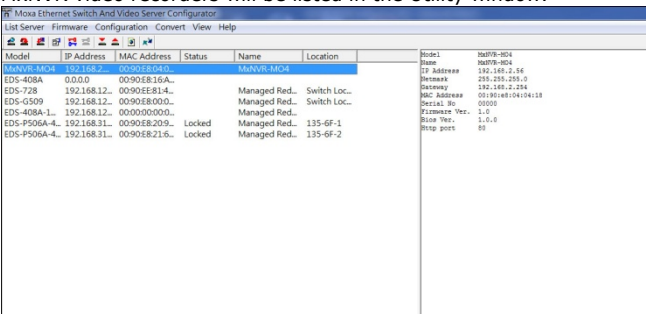 MxNVR video recorders will be listed in the utility window.
Moxa Ethernet Switch And Video Server Configurator
List Server Firmware Configuration Convert View Help
Model IP Address MAC Address Status Name Location
MxNVR-MO4 192.168.2... 00:90:E8:04:0... MxNVR-MO4
EDS-408A 0.0.0.0 00:90:E8:16:A...
EDS-728 192.168.12... 00:90:EE:81:4... Managed Red... Switch Loc...
EDS-G509 192.168.12... 00:90:E8:00:0... Managed Red... Switch Loc...
EDS-408A-1... 192.168.12... 00:00:00:00:0... Managed Red...
EDS-P506A-4... 192.168.31... 00:90:E8:20:9... Locked Managed Red... 135-6F-1
EDS-P506A-4... 192.168.31... 00:90:E8:21:6... Locked Managed Red... 135-6F-2
Model MxNVR-MO4
Name MxNVR-MO4
IP Address 192.168.2.56
Netmask 255.255.255.0
Gateway 192.168.2.254
MAC Address 00:90:e8:04:04:18
Serial No 00000
Firmware Ver. 1.0
Bios Ver. 1.0.0
Http port 80